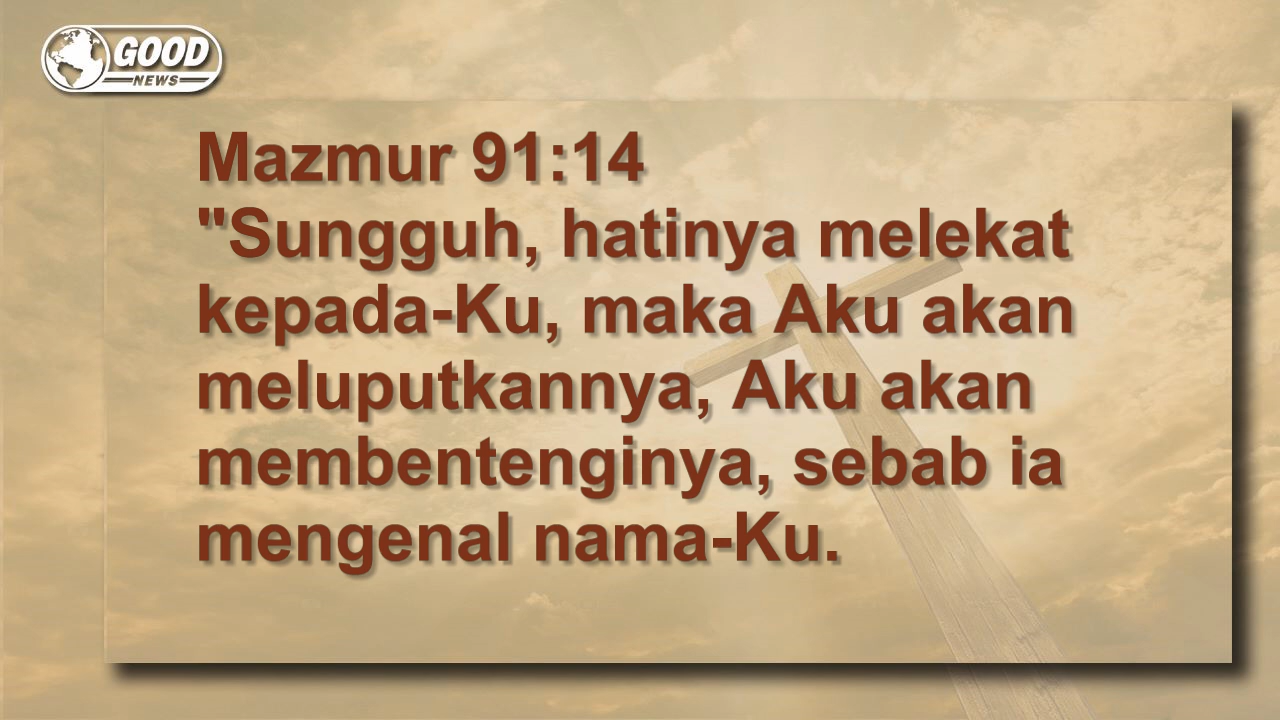 GOOD
NEWS
Mazmur 91:14
"Sungguh, hatinya melekat
kepada-Ku, maka Aku akan
meluputkannya, Aku akan
membentenginya, sebab ia
mengenal nama-Ku.